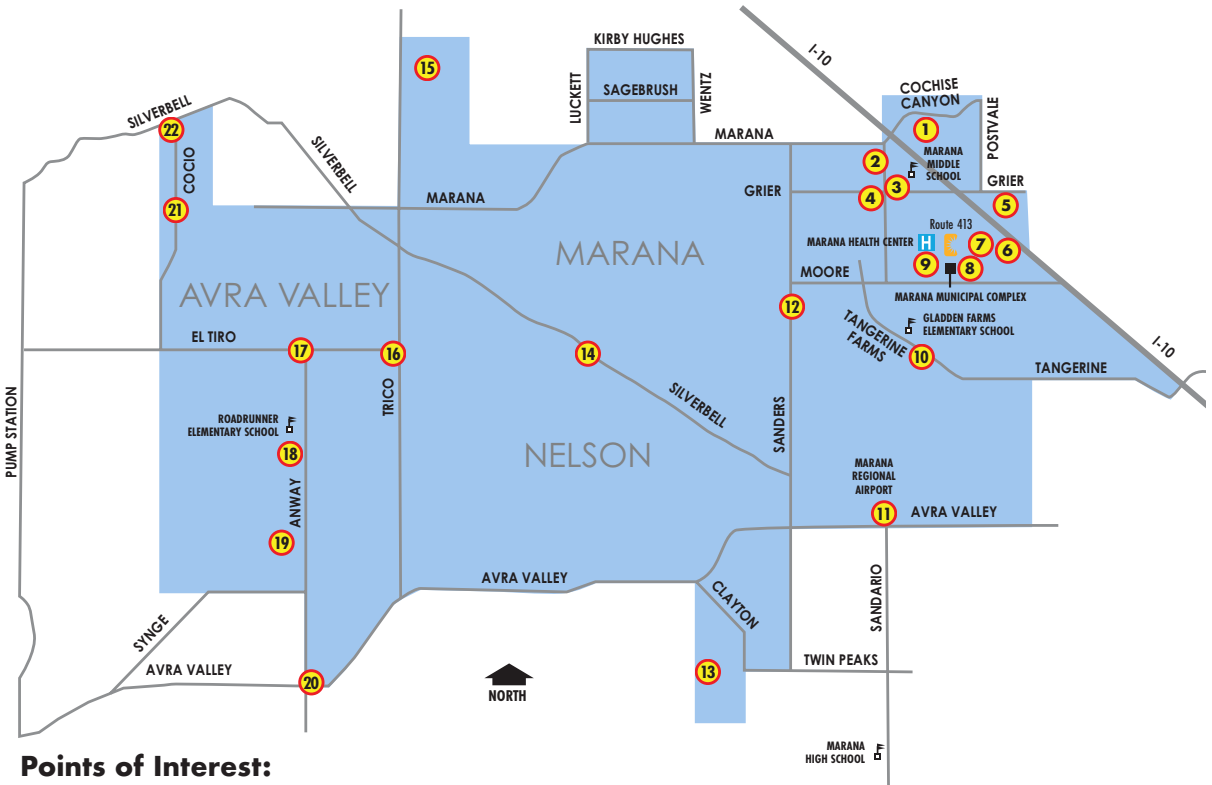 KIRBY HUGHES
I-10
15
LUCKETT
SAGEBRUSH
WENTZ
COCHISE
CANYON
POSTVALE
SILVERBELL
22
1
MARANA
SILVERBELL
COCIO
2
MARANA
MIDDLE
SCHOOL
3
GRIER
4
GRIER
5
MARANA
21
Route 413
MARANA HEALTH CENTER
H
7
6
9
8
MARANA
MOORE
MARANA MUNICIPAL COMPLEX
AVRA VALLEY
12
GLADDEN FARMS
ELEMENTARY SCHOOL
TANGERINE
FARMS
EL TIRO
17
16
14
10
I-10
TANGERINE
TRICO
SILVERBELL
SANDERS
PUMP STATION
ROADRUNNER
ELEMENTARY SCHOOL
18
NELSON
MARANA
REGIONAL
AIRPORT
ANWAY
11
AVRA VALLEY
19
AVRA VALLEY
CLAYTON
SANDARIO
SYNGE
AVRA VALLEY
20
NORTH
13
TWIN PEAKS
MARANA
HIGH SCHOOL
Points of Interest: